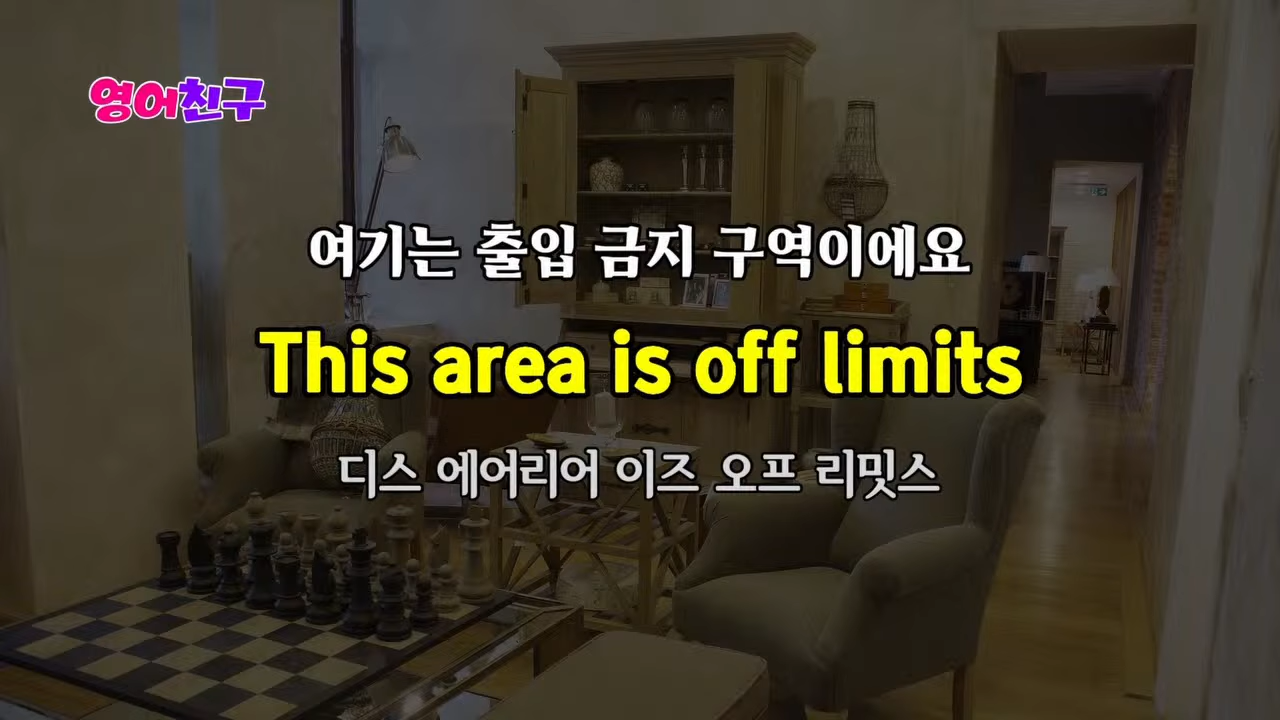 영어친구
여기는 출입 금지 구역이에요
This area is off limits
디스 에어리어 이즈 오프 리밋스